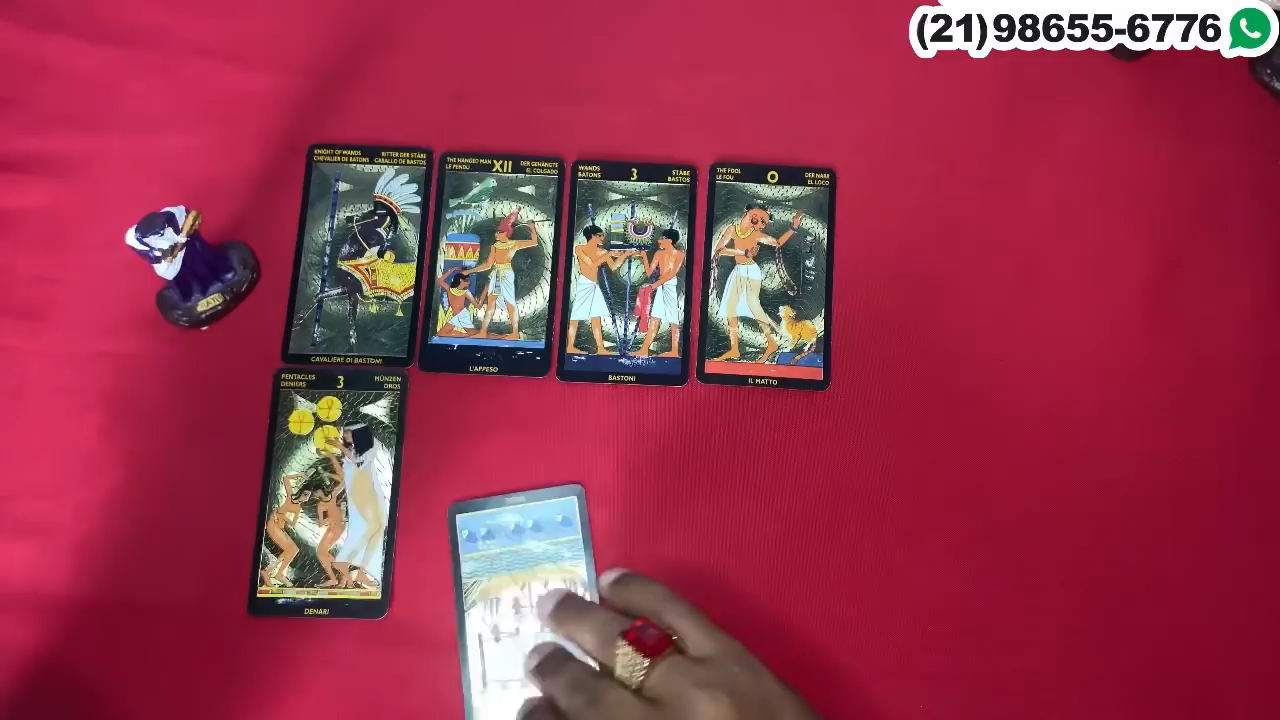 (21)98655-6776
KNIGHT OF WANDS
CHEVALIER DE BATONS
RITTER DER STÄBE
CABALLO DE BASTOS
CAVALIERE DI BASTONI
THE HANGED MAN
LE PENDU
XII
DER GEHÄNGTE
EL COLGADO
L'APPESO
WANDS
BATONS
3
STÄBE
BASTOS
BASTONI
THE FOOL
LE FOU
0
DER NARR
EL LOCO
IL MATTO
PENTACLES
DENIERS
3
MÜNZEN
OROS
DENARI